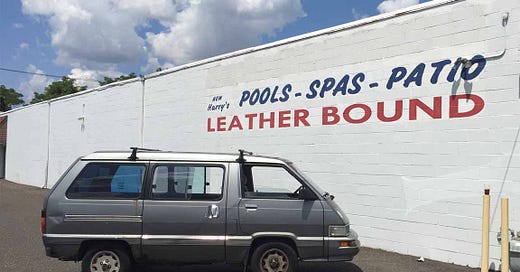 NEW
Harry's
POOLS - SPAS - PATIO
LEATHER BOUND